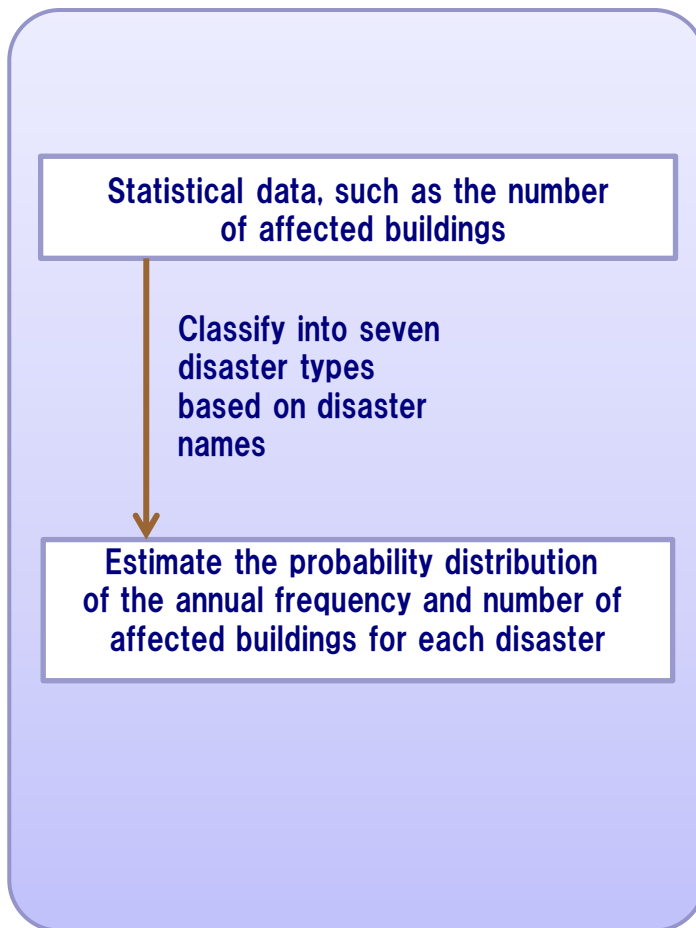 Statistical data, such as the number
of affected buildings
Classify into seven
disaster types
based on disaster
names
Estimate the probability distribution
of the annual frequency and number of
affected buildings for each disaster